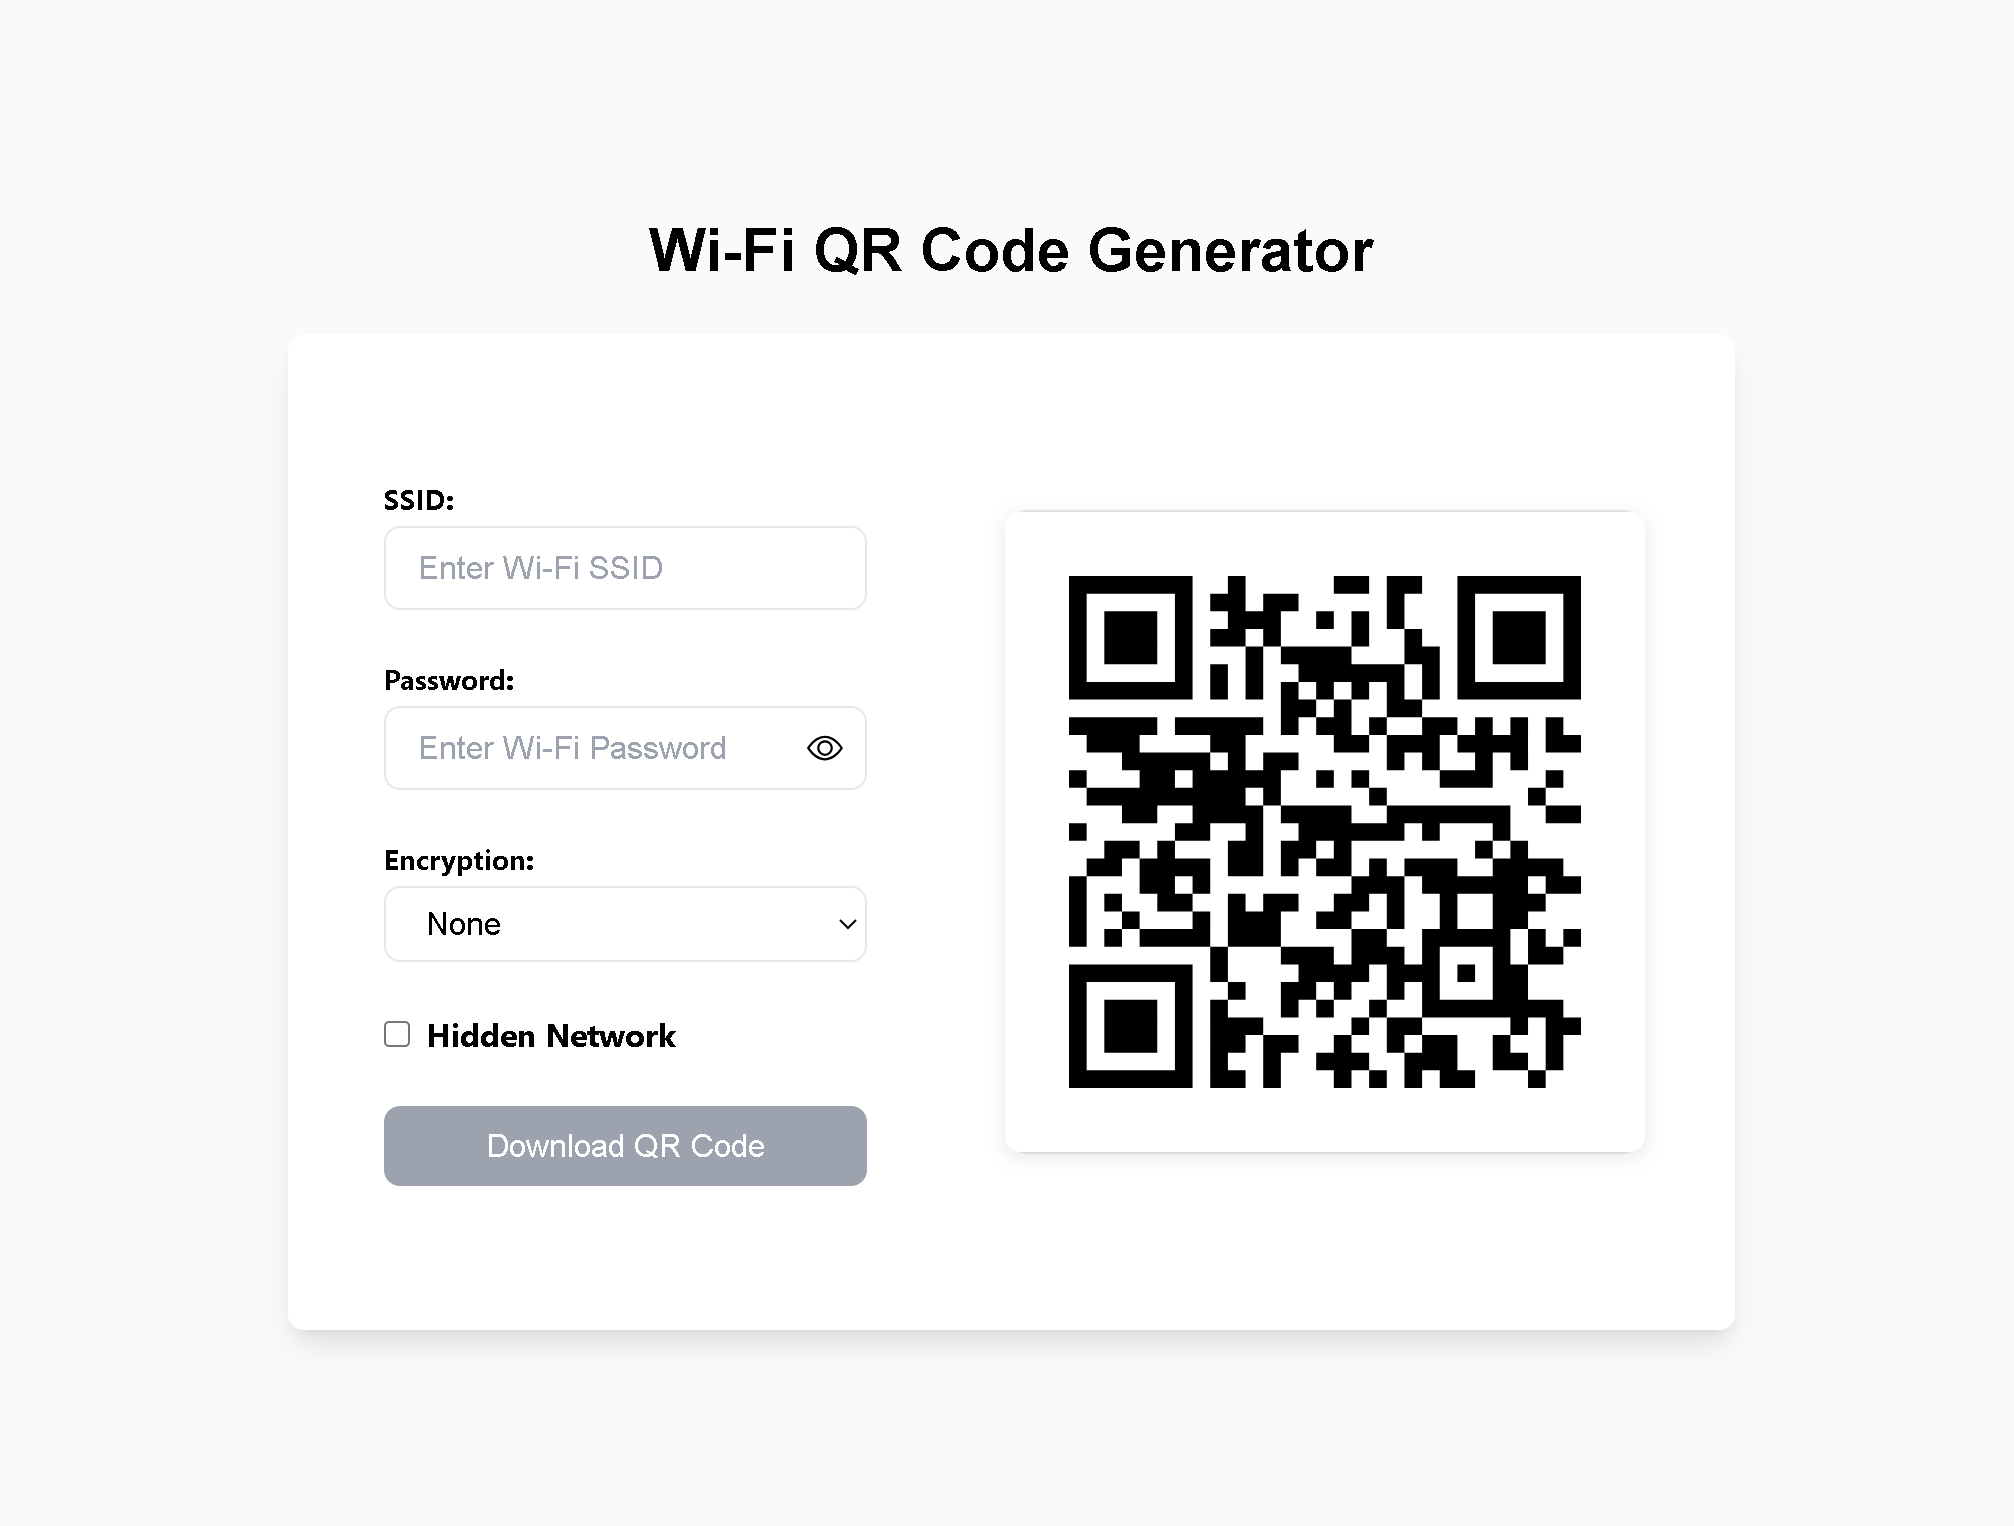 Wi-Fi QR Code Generator
SSID:
Enter Wi-Fi SSID
Password:
Enter Wi-Fi Password
Encryption:
None
Hidden Network
Download QR Code